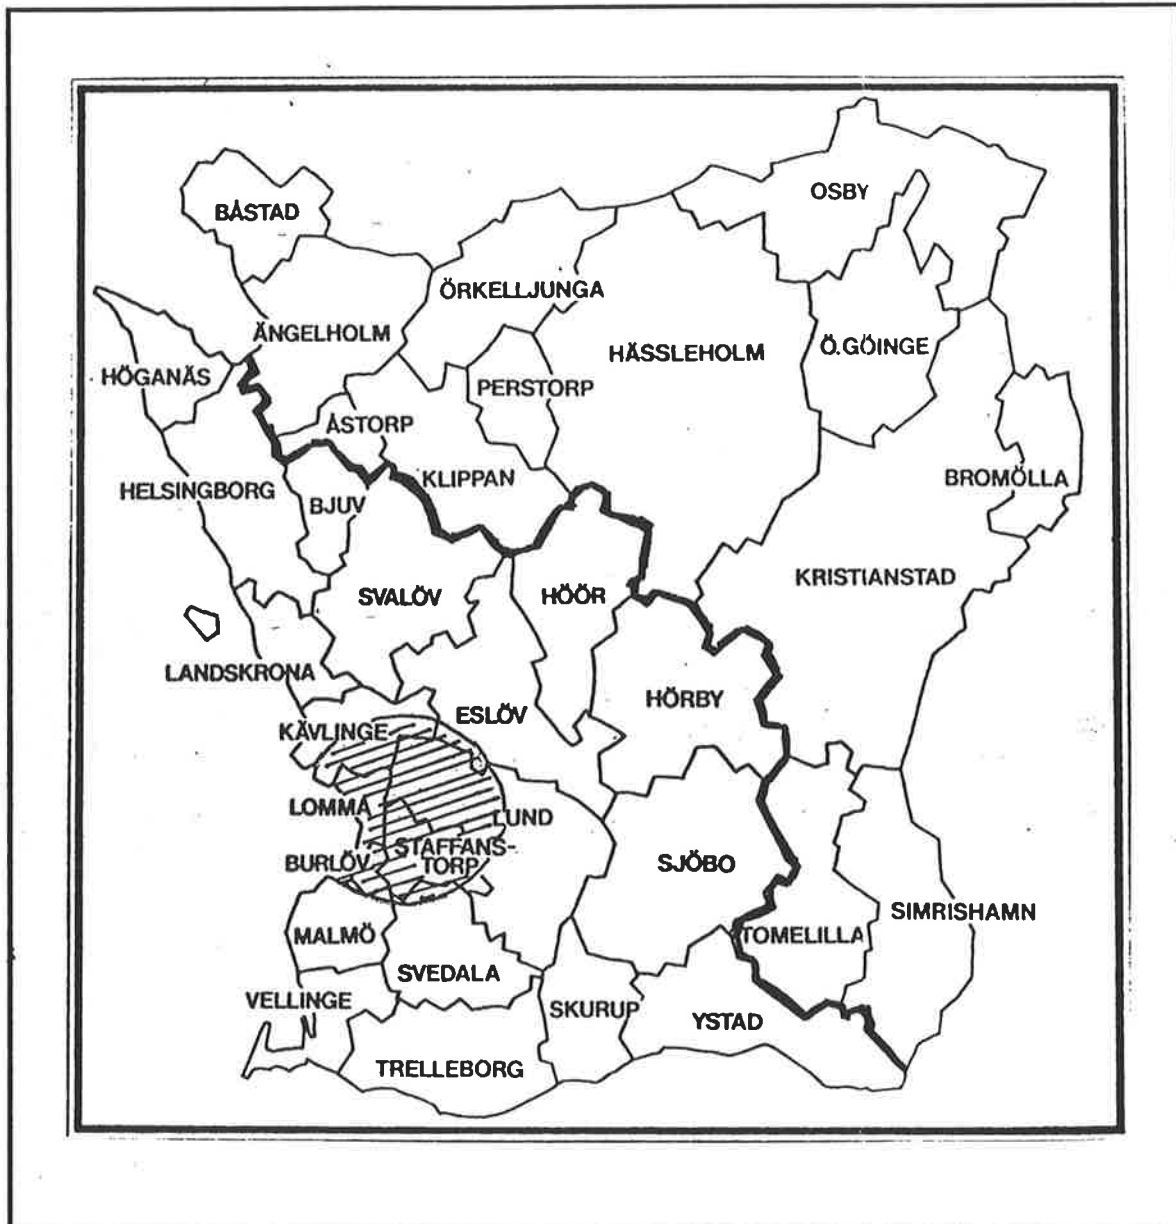 OSBY
BÅSTAD
ÖRKELLJUNGA
ÄNGELHOLM
Ö.GÖINGE
HÄSSLEHOLM
HÖGANÄS
PERSTORP
ÅSTORP
KLIPPAN
BROMÖLLA
HELSINGBORG
BJUV
KRISTIANSTAD
SVALÖV
HÖÖR
LANDSKRONA
HÖRBY
ESLÖV
KÄVLINGE
LOMMA
LUND
STAFFANS-
TORP
BURLÖV
SJÖBO
SIMRISHAMN
MALMÖ
TOMELILLA
SVEDALA
VELLINGE
SKURUP
YSTAD
TRELLEBORG